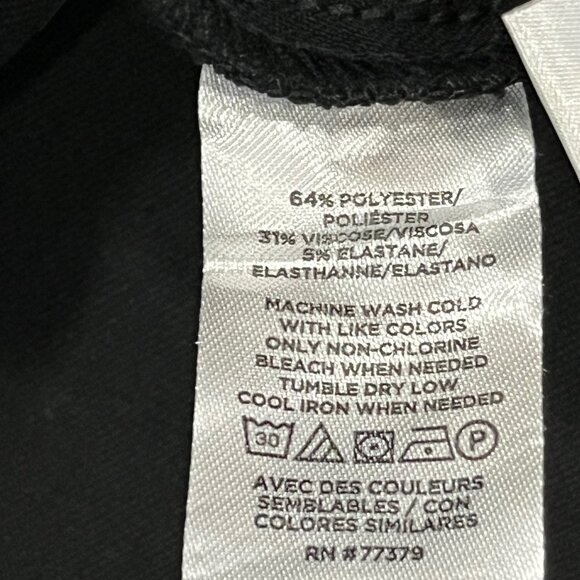 64% POLYESTER/
POLIÉSTER
31% VISCOSE/VISCOSA
5% ELASTANE/
ELASTHANNE/ELASTANO
MACHINE WASH COLD
WITH LIKE COLORS
ONLY NON-CHLORINE
BLEACH WHEN NEEDED
TUMBLE DRY LOW
COOL IRON WHEN NEEDED
30 P
AVEC DES COULEURS
SEMBLABLES / CON
COLORES SIMILARES
RN #77379